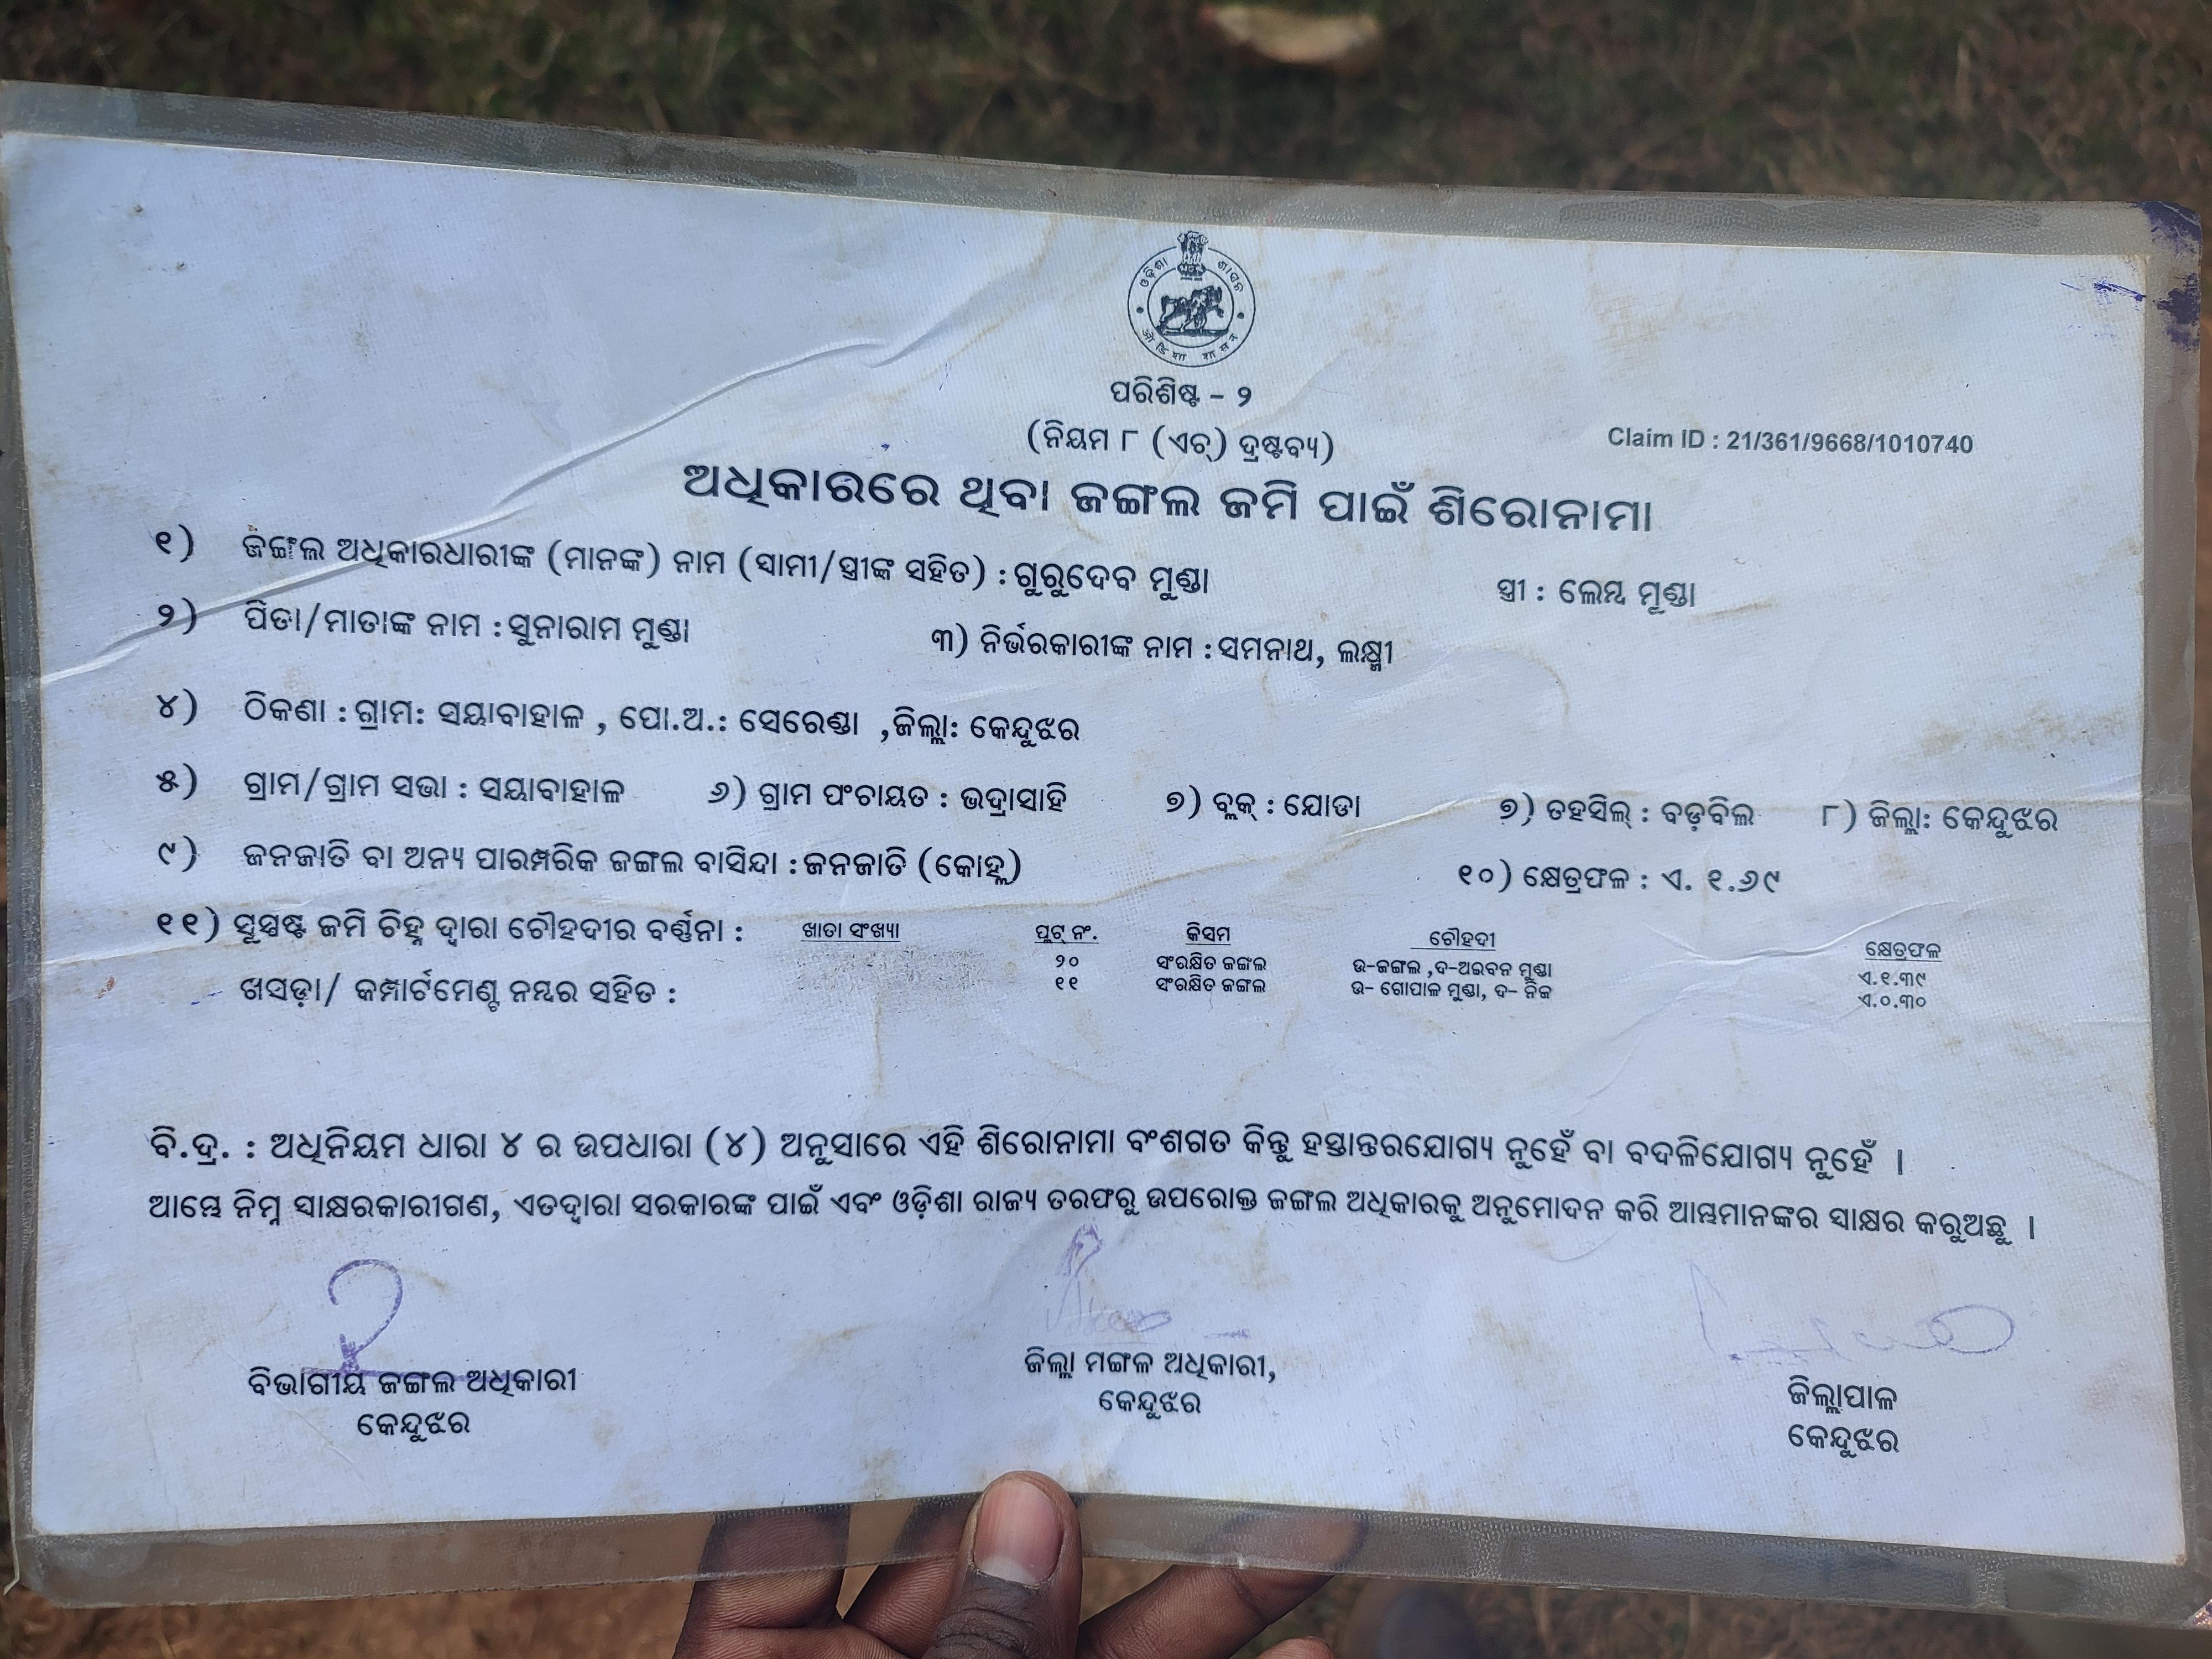 ଓଡ଼ିଶା ଶାସନ
ओडिशा शासन
ପରିଶିଷ୍ଟ – ୨
(ନିୟମ ୮ (ଏଚ୍) ଦ୍ରଷ୍ଟବ୍ୟ)
Claim ID : 21/361/9668/1010740
ଅଧିକାରରେ ଥିବା ଜଙ୍ଗଲ ଜମି ପାଇଁ ଶିରୋନାମା
୧) ଜଙ୍ଗଲ ଅଧିକାରଧାରୀଙ୍କ (ମାନଙ୍କ) ନାମ (ସ୍ୱାମୀ/ସ୍ତ୍ରୀଙ୍କ ସହିତ) : ଗୁରୁଦେବ ମୁଣ୍ଡା ସ୍ତ୍ରୀ : ଲେମ୍ବ ମୁଣ୍ଡା
୨) ପିତା/ମାତାଙ୍କ ନାମ : ସୁନାରାମ ମୁଣ୍ଡା ୩) ନିର୍ଭରକାରୀଙ୍କ ନାମ : ସମନାଥ, ଲକ୍ଷ୍ମୀ
୪) ଠିକଣା : ଗ୍ରାମ: ସୟାବାହାଳ , ପୋ.ଅ.: ସେରେଣ୍ଡା ,ଜିଲ୍ଲା: କେନ୍ଦୁଝର
୫) ଗ୍ରାମ/ଗ୍ରାମ ସଭା : ସୟାବାହାଳ ୬) ଗ୍ରାମ ପଂଚାୟତ : ଭଦ୍ରାସାହି ୭) ବ୍ଲକ୍ : ଯୋଡା ୭) ତହସିଲ୍ : ବଡ଼ବିଲ ୮) ଜିଲ୍ଲା: କେନ୍ଦୁଝର
୯) ଜନଜାତି ବା ଅନ୍ୟ ପାରମ୍ପରିକ ଜଙ୍ଗଲ ବାସିନ୍ଦା : ଜନଜାତି (କୋହ୍ଲ) ୧୦) କ୍ଷେତ୍ରଫଳ : ଏ. ୧.୬୯
୧୧) ସୁସ୍ପଷ୍ଟ ଜମି ଚିହ୍ନ ଦ୍ୱାରା ଚୌହଦୀର ବର୍ଣ୍ଣନା : ଖାତା ସଂଖ୍ୟା ପ୍ଲଟ୍ ନଂ. କିସମ ଚୌହଦୀ କ୍ଷେତ୍ରଫଳ
୨୦ ସଂରକ୍ଷିତ ଜଙ୍ଗଲ ଉ-ଜଙ୍ଗଲ ,ଦ-ଅଇବନ ମୁଣ୍ଡା ଏ.୧.୩୯
ଖସଡ଼ା/ କମ୍ପାର୍ଟମେଣ୍ଟ ନମ୍ବର ସହିତ : ୧୧ ସଂରକ୍ଷିତ ଜଙ୍ଗଲ ଉ- ଗୋପାଳ ମୁଣ୍ଡା, ଦ- ନିଜ ଏ.୦.୩୦
ବି.ଦ୍ର. : ଅଧିନିୟମ ଧାରା ୪ ର ଉପଧାରା (୪) ଅନୁସାରେ ଏହି ଶିରୋନାମା ବଂଶଗତ କିନ୍ତୁ ହସ୍ତାନ୍ତରଯୋଗ୍ୟ ନୁହେଁ ବା ବଦଳିଯୋଗ୍ୟ ନୁହେଁ ।
ଆମ୍ଭେ ନିମ୍ନ ସ୍ୱାକ୍ଷରକାରୀଗଣ, ଏତଦ୍ୱାରା ସରକାରଙ୍କ ପାଇଁ ଏବଂ ଓଡ଼ିଶା ରାଜ୍ୟ ତରଫରୁ ଉପରୋକ୍ତ ଜଙ୍ଗଲ ଅଧିକାରକୁ ଅନୁମୋଦନ କରି ଆମ୍ଭମାନଙ୍କର ସ୍ୱାକ୍ଷର କରୁଅଛୁ ।
ବିଭାଗୀୟ ଜଙ୍ଗଲ ଅଧିକାରୀ ଜିଲ୍ଲା ମଙ୍ଗଳ ଅଧିକାରୀ, ଜିଲ୍ଲାପାଳ
କେନ୍ଦୁଝର କେନ୍ଦୁଝର କେନ୍ଦୁଝର